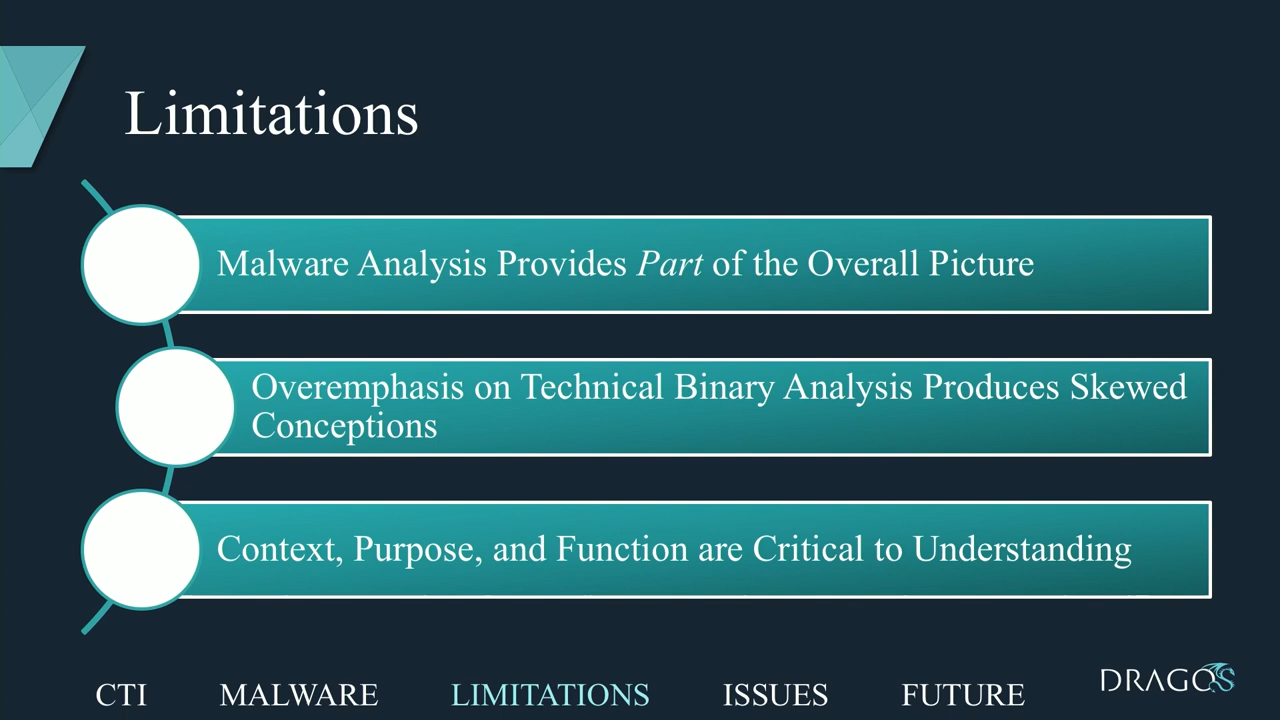 Limitations
Malware Analysis Provides Part of the Overall Picture
Overemphasis on Technical Binary Analysis Produces Skewed
Conceptions
Context, Purpose, and Function are Critical to Understanding
CTI MALWARE LIMITATIONS ISSUES FUTURE
DRAGOS